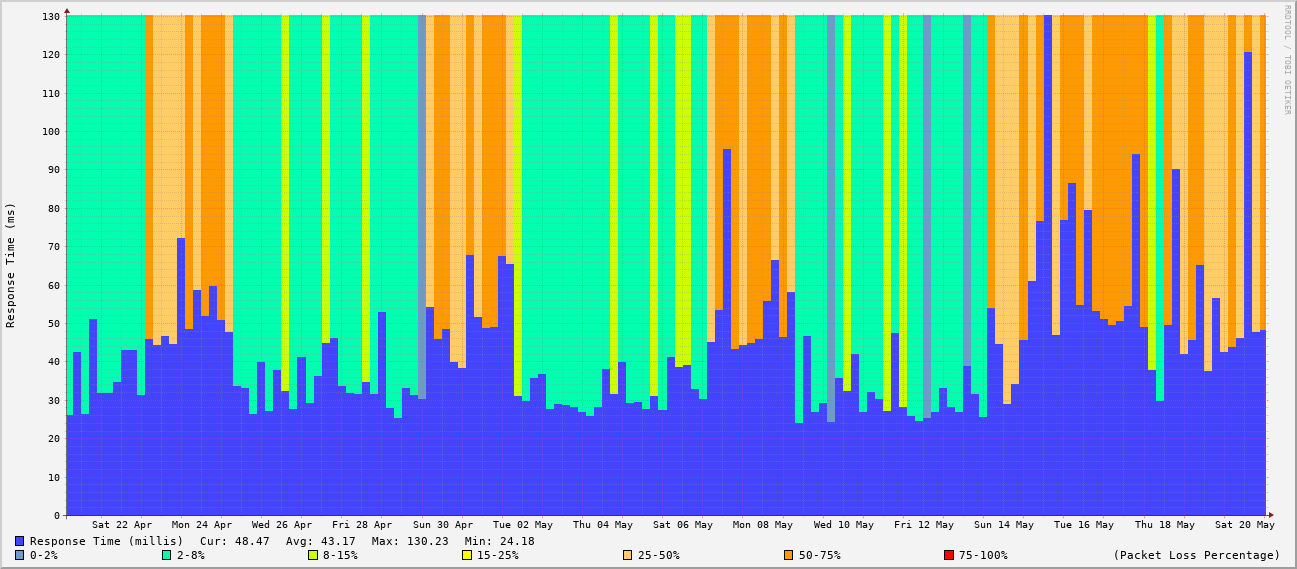 RRDTOOL / TOBI OETIKER
Response Time (ms)
130
120
110
100
90
80
70
60
50
40
30
20
10
0
Sat 22 Apr Mon 24 Apr Wed 26 Apr Fri 28 Apr Sun 30 Apr Tue 02 May Thu 04 May Sat 06 May Mon 08 May Wed 10 May Fri 12 May Sun 14 May Tue 16 May Thu 18 May Sat 20 May
Response Time (millis) Cur: 48.47 Avg: 43.17 Max: 130.23 Min: 24.18
0-2% 2-8% 8-15% 15-25% 25-50% 50-75% 75-100% (Packet Loss Percentage)